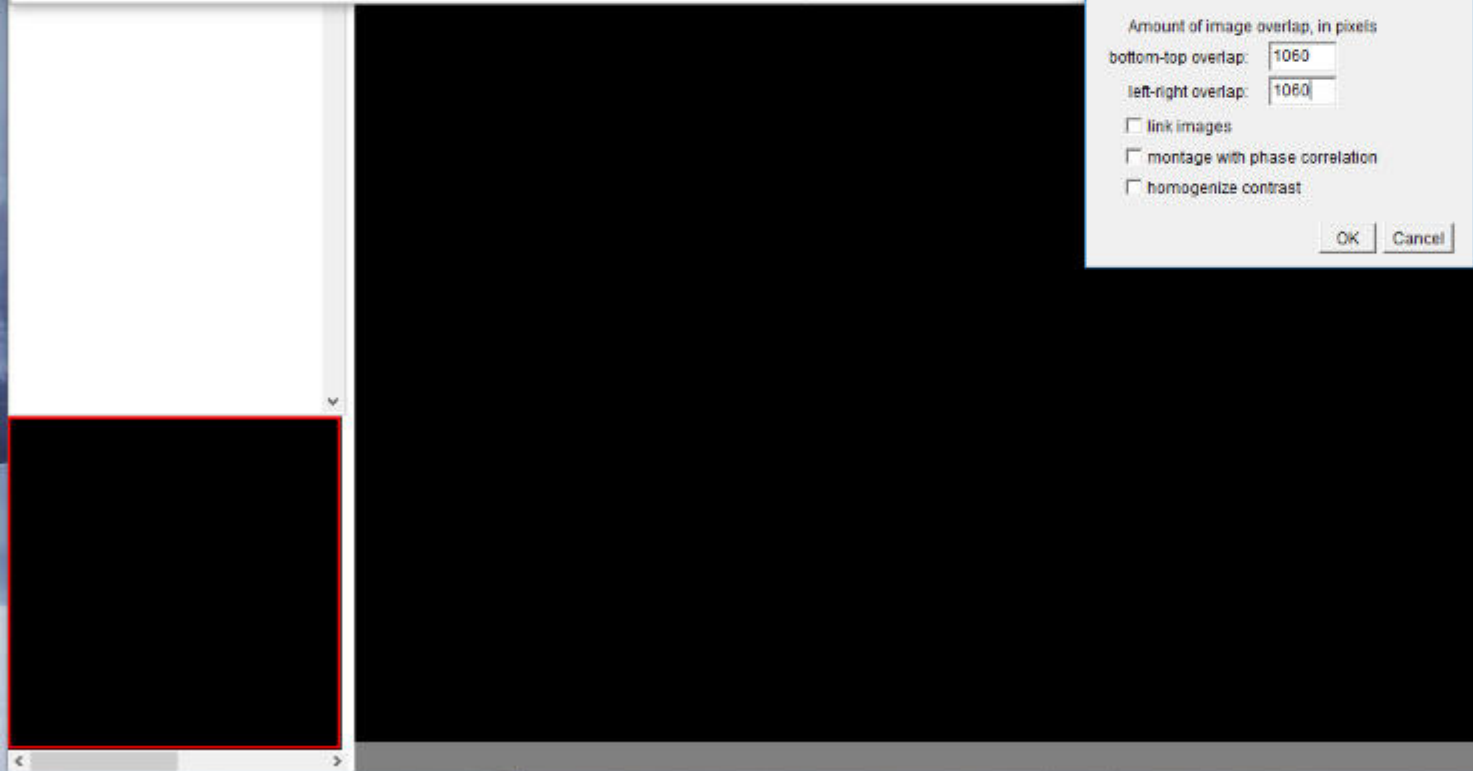 Amount of image overlap, in pixels
bottom-top overlap: 1060
left-right overlap: 1060
link images
montage with phase correlation
homogenize contrast
OK Cancel